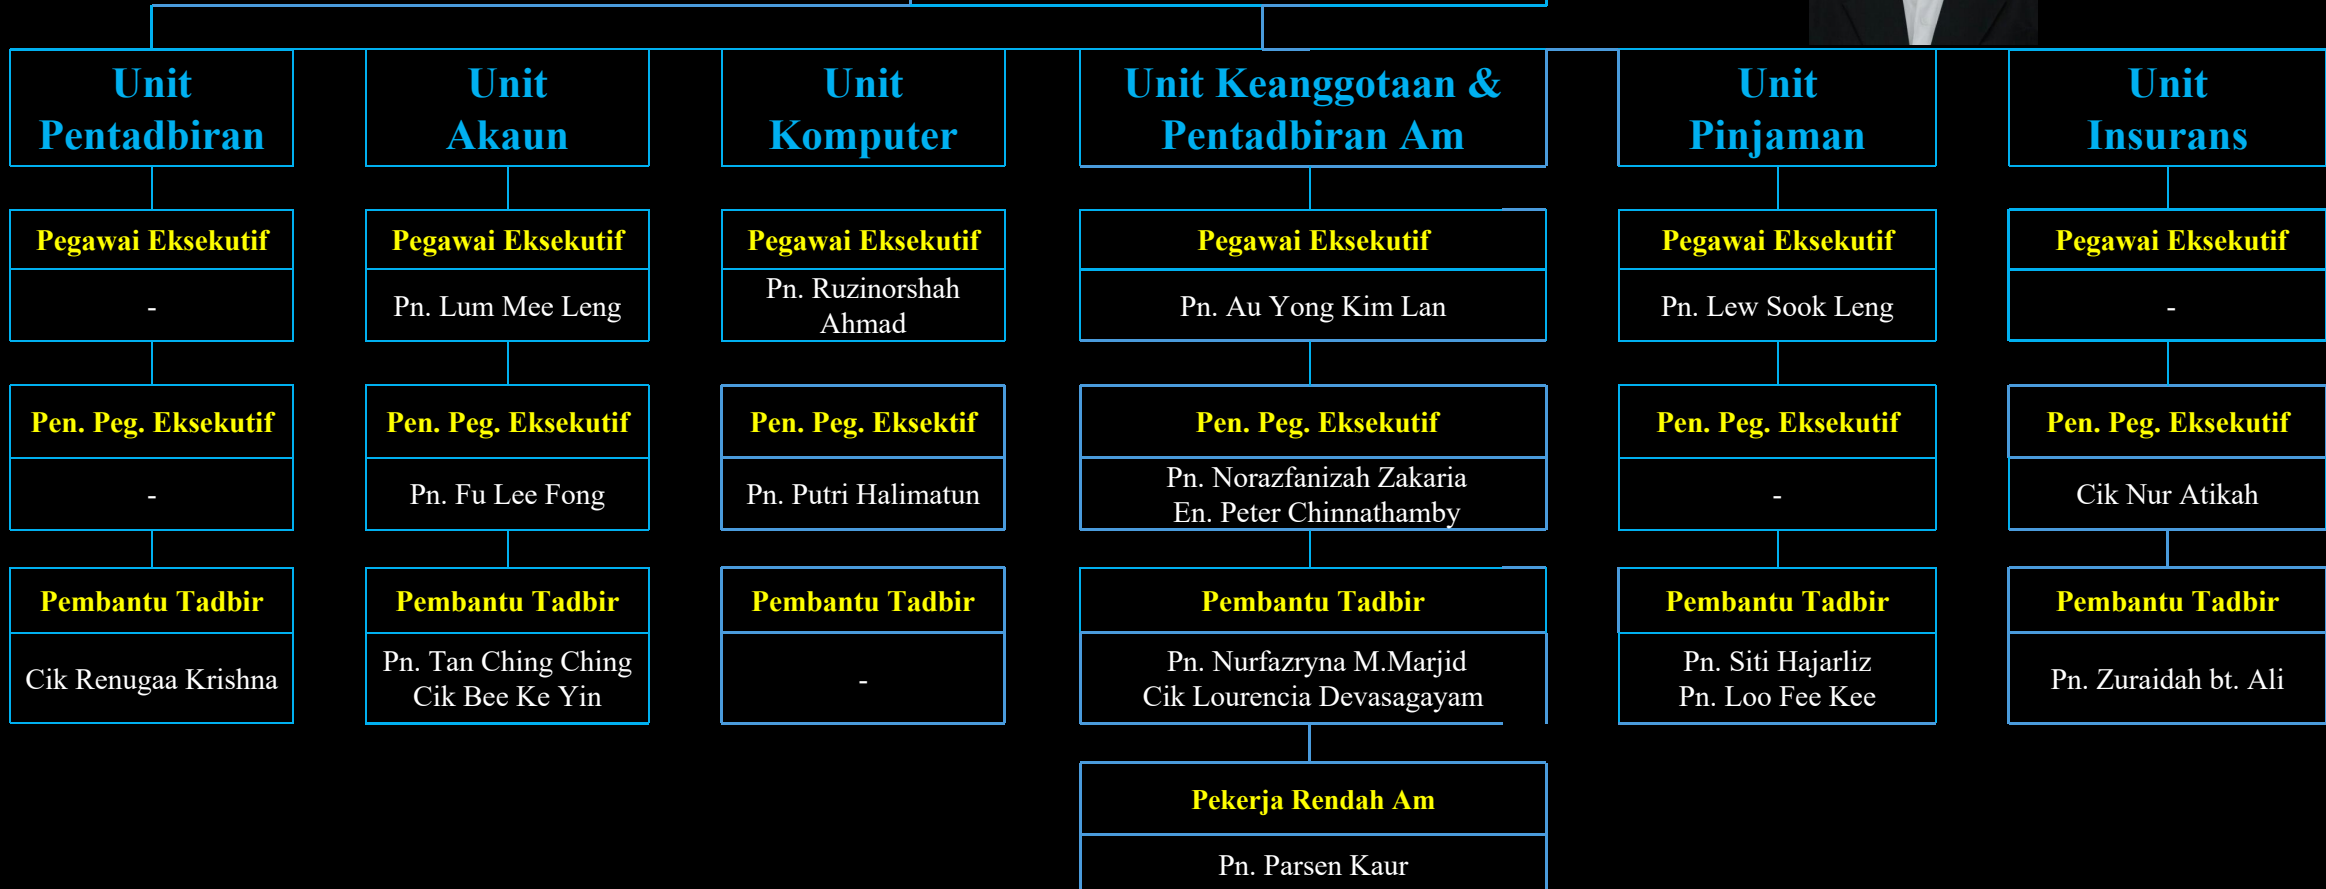 Unit
Pentadbiran
Unit
Akaun
Unit
Komputer
Unit Keanggotaan &
Pentadbiran Am
Unit
Pinjaman
Unit
Insurans
Pegawai Eksekutif
Pegawai Eksekutif
Pegawai Eksekutif
Pegawai Eksekutif
Pegawai Eksekutif
Pegawai Eksekutif
-
Pn. Lum Mee Leng
Pn. Ruzinorshah
Ahmad
Pn. Au Yong Kim Lan
Pn. Lew Sook Leng
-
Pen. Peg. Eksekutif
Pen. Peg. Eksekutif
Pen. Peg. Eksektif
Pen. Peg. Eksekutif
Pen. Peg. Eksekutif
Pen. Peg. Eksekutif
-
Pn. Fu Lee Fong
Pn. Putri Halimatun
Pn. Norazfanizah Zakaria
En. Peter Chinnathamby
-
Cik Nur Atikah
Pembantu Tadbir
Pembantu Tadbir
Pembantu Tadbir
Pembantu Tadbir
Pembantu Tadbir
Pembantu Tadbir
Cik Renugaa Krishna
Pn. Tan Ching Ching
Cik Bee Ke Yin
-
Pn. Nurfazryna M.Marjid
Cik Lourencia Devasagayam
Pn. Siti Hajarliz
Pn. Loo Fee Kee
Pn. Zuraidah bt. Ali
Pekerja Rendah Am
Pn. Parsen Kaur